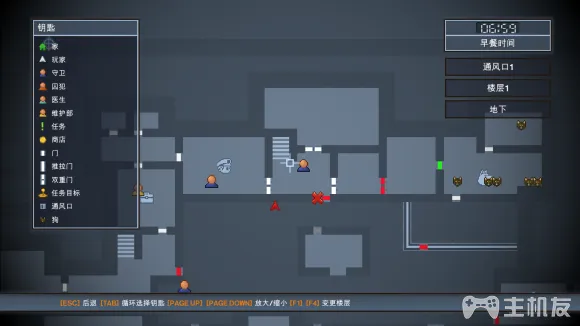 钥匙
家
玩家
守卫
囚犯
医生
维护部
任务
商店
门
推拉门
双重门
任务目标
通风口
狗
06:59
早餐时间
通风口1
楼层1
地下
[ESC] 后退 [TAB] 循环选择钥匙 [PAGE UP] [PAGE DOWN] 放大/缩小 [F1] [F4] 变更楼层
主机友